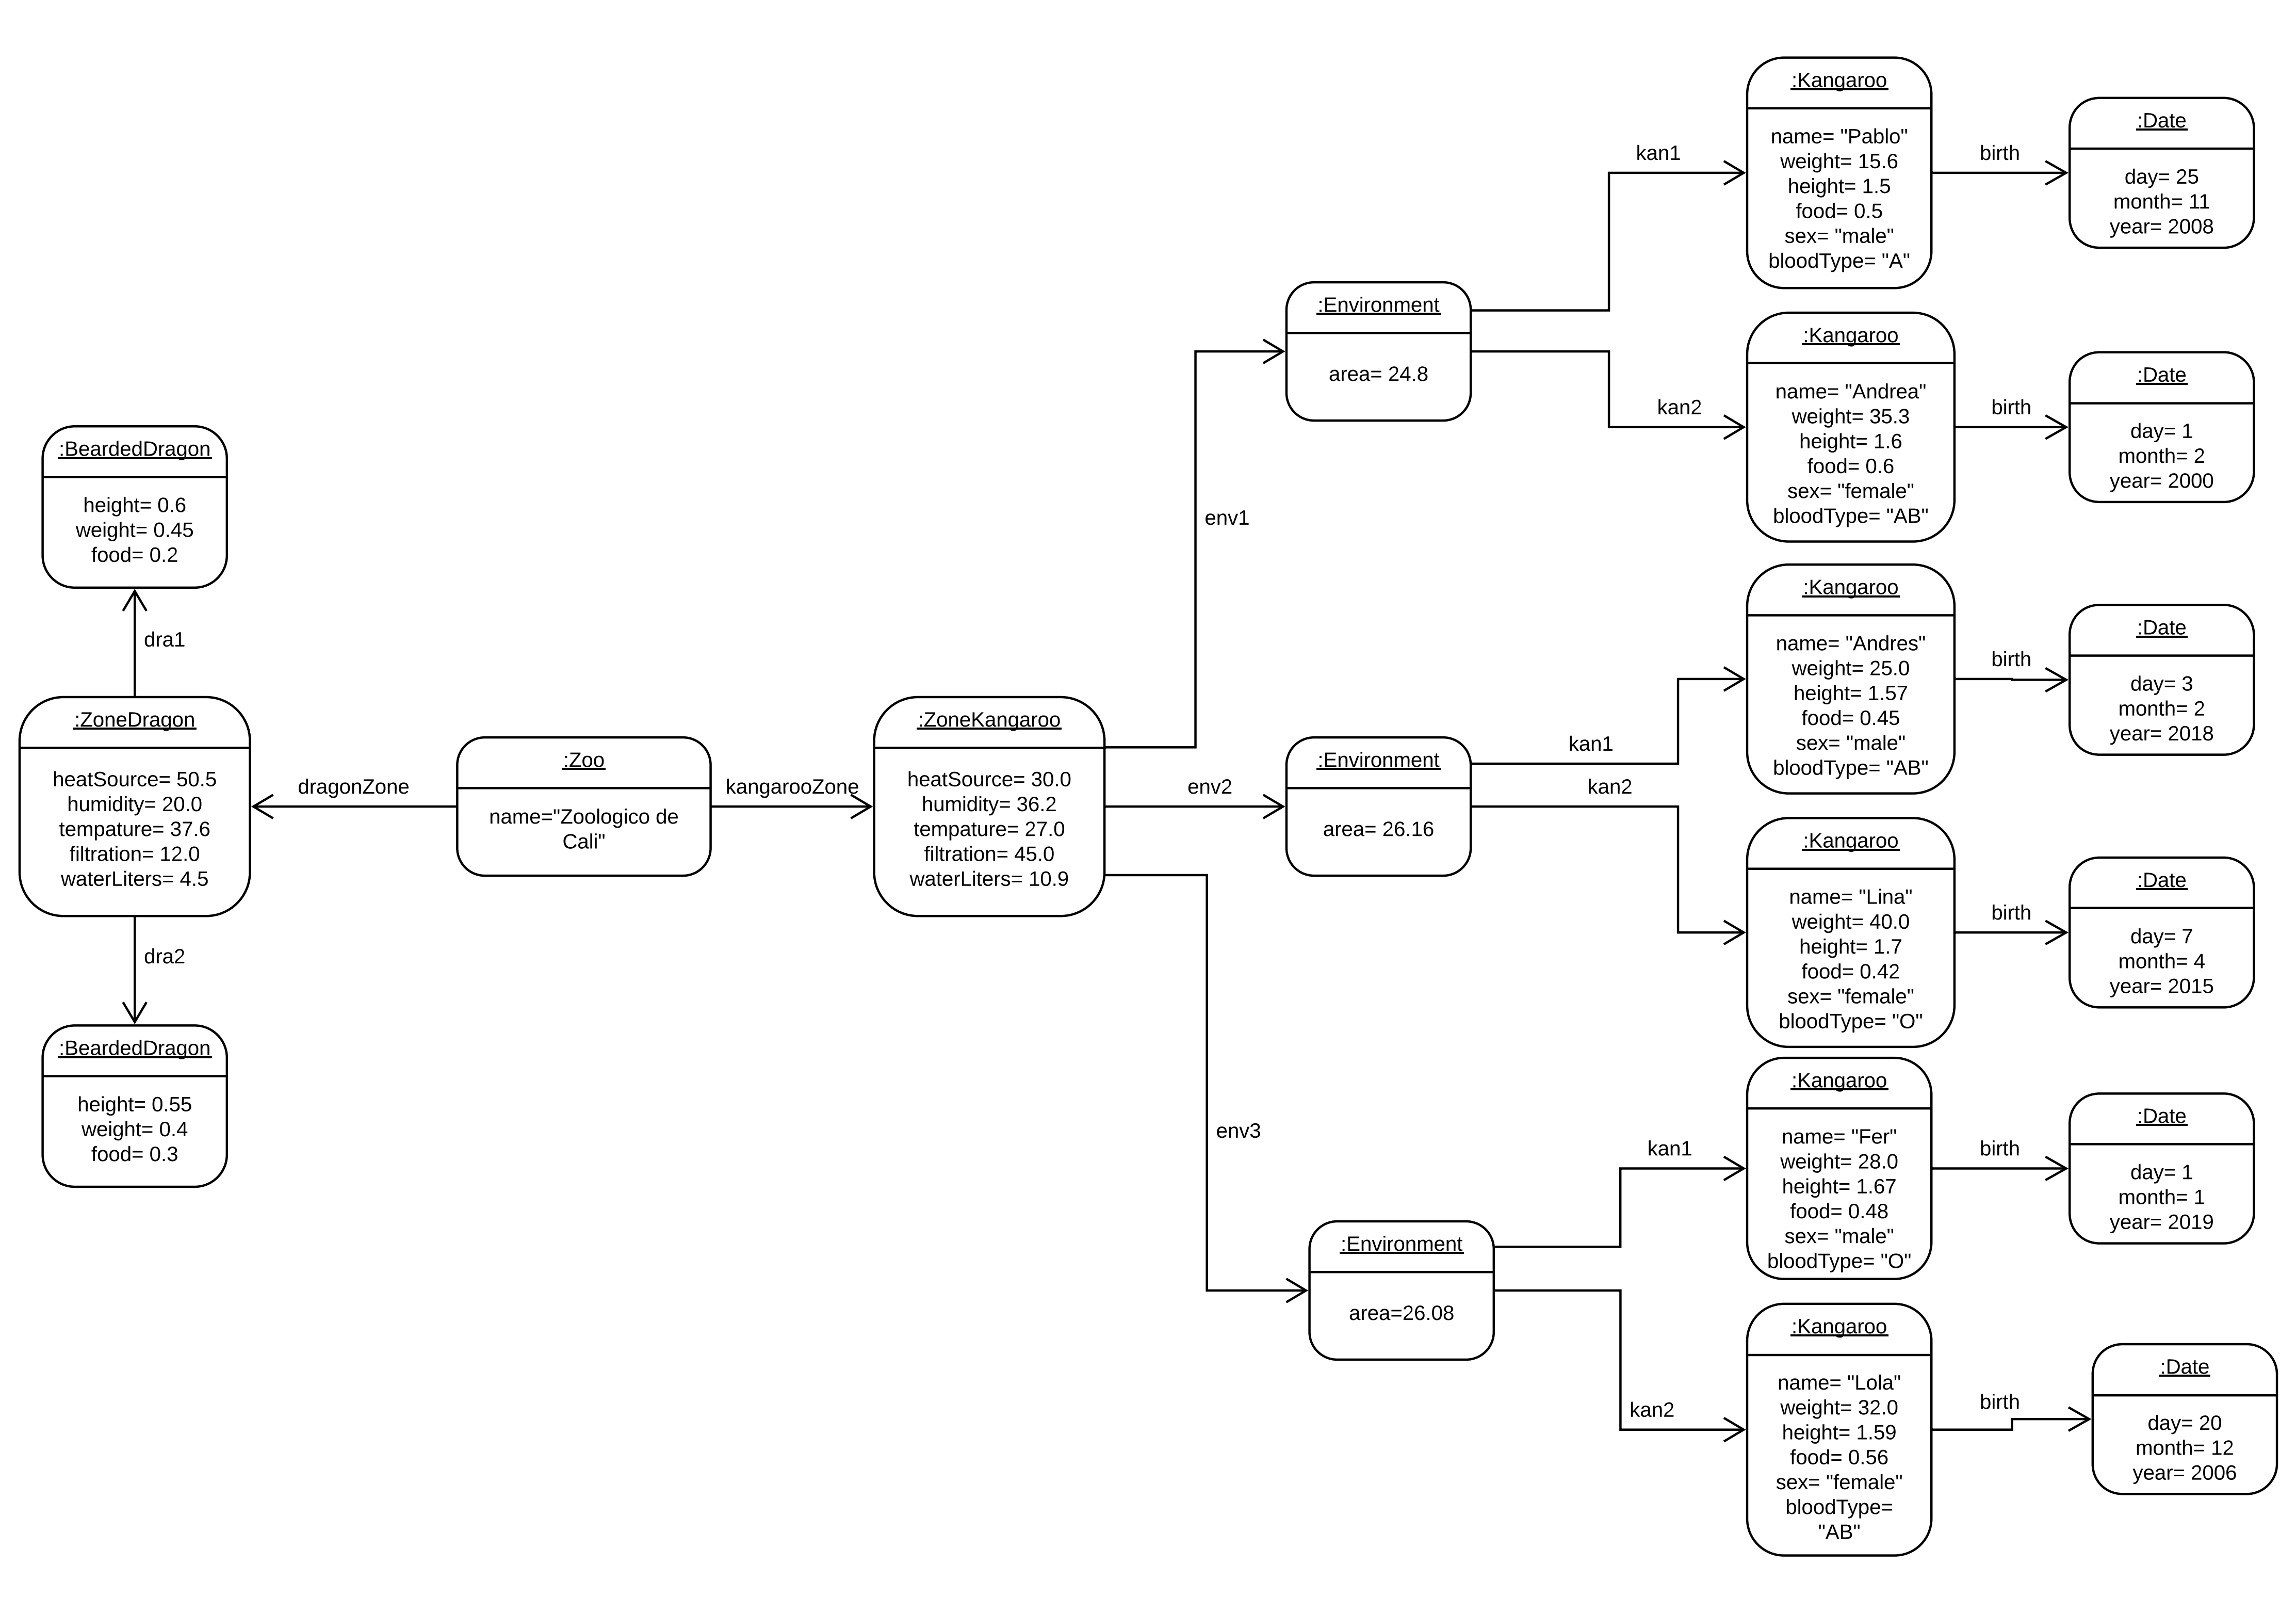 :BeardedDragon
height= 0.6
weight= 0.45
food= 0.2
dra1
:ZoneDragon
heatSource= 50.5
humidity= 20.0
tempature= 37.6
filtration= 12.0
waterLiters= 4.5
dra2
:BeardedDragon
height= 0.55
weight= 0.4
food= 0.3
dragonZone
:Zoo
name="Zoologico de
Cali"
kangarooZone
:ZoneKangaroo
heatSource= 30.0
humidity= 36.2
tempature= 27.0
filtration= 45.0
waterLiters= 10.9
env1
:Environment
area= 24.8
kan1
:Kangaroo
name= "Pablo"
weight= 15.6
height= 1.5
food= 0.5
sex= "male"
bloodType= "A"
birth
:Date
day= 25
month= 11
year= 2008
kan2
:Kangaroo
name= "Andrea"
weight= 35.3
height= 1.6
food= 0.6
sex= "female"
bloodType= "AB"
birth
:Date
day= 1
month= 2
year= 2000
env2
:Environment
area= 26.16
kan1
:Kangaroo
name= "Andres"
weight= 25.0
height= 1.57
food= 0.45
sex= "male"
bloodType= "AB"
birth
:Date
day= 3
month= 2
year= 2018
kan2
:Kangaroo
name= "Lina"
weight= 40.0
height= 1.7
food= 0.42
sex= "female"
bloodType= "O"
birth
:Date
day= 7
month= 4
year= 2015
env3
:Environment
area=26.08
kan1
:Kangaroo
name= "Fer"
weight= 28.0
height= 1.67
food= 0.48
sex= "male"
bloodType= "O"
birth
:Date
day= 1
month= 1
year= 2019
kan2
:Kangaroo
name= "Lola"
weight= 32.0
height= 1.59
food= 0.56
sex= "female"
bloodType=
"AB"
birth
:Date
day= 20
month= 12
year= 2006